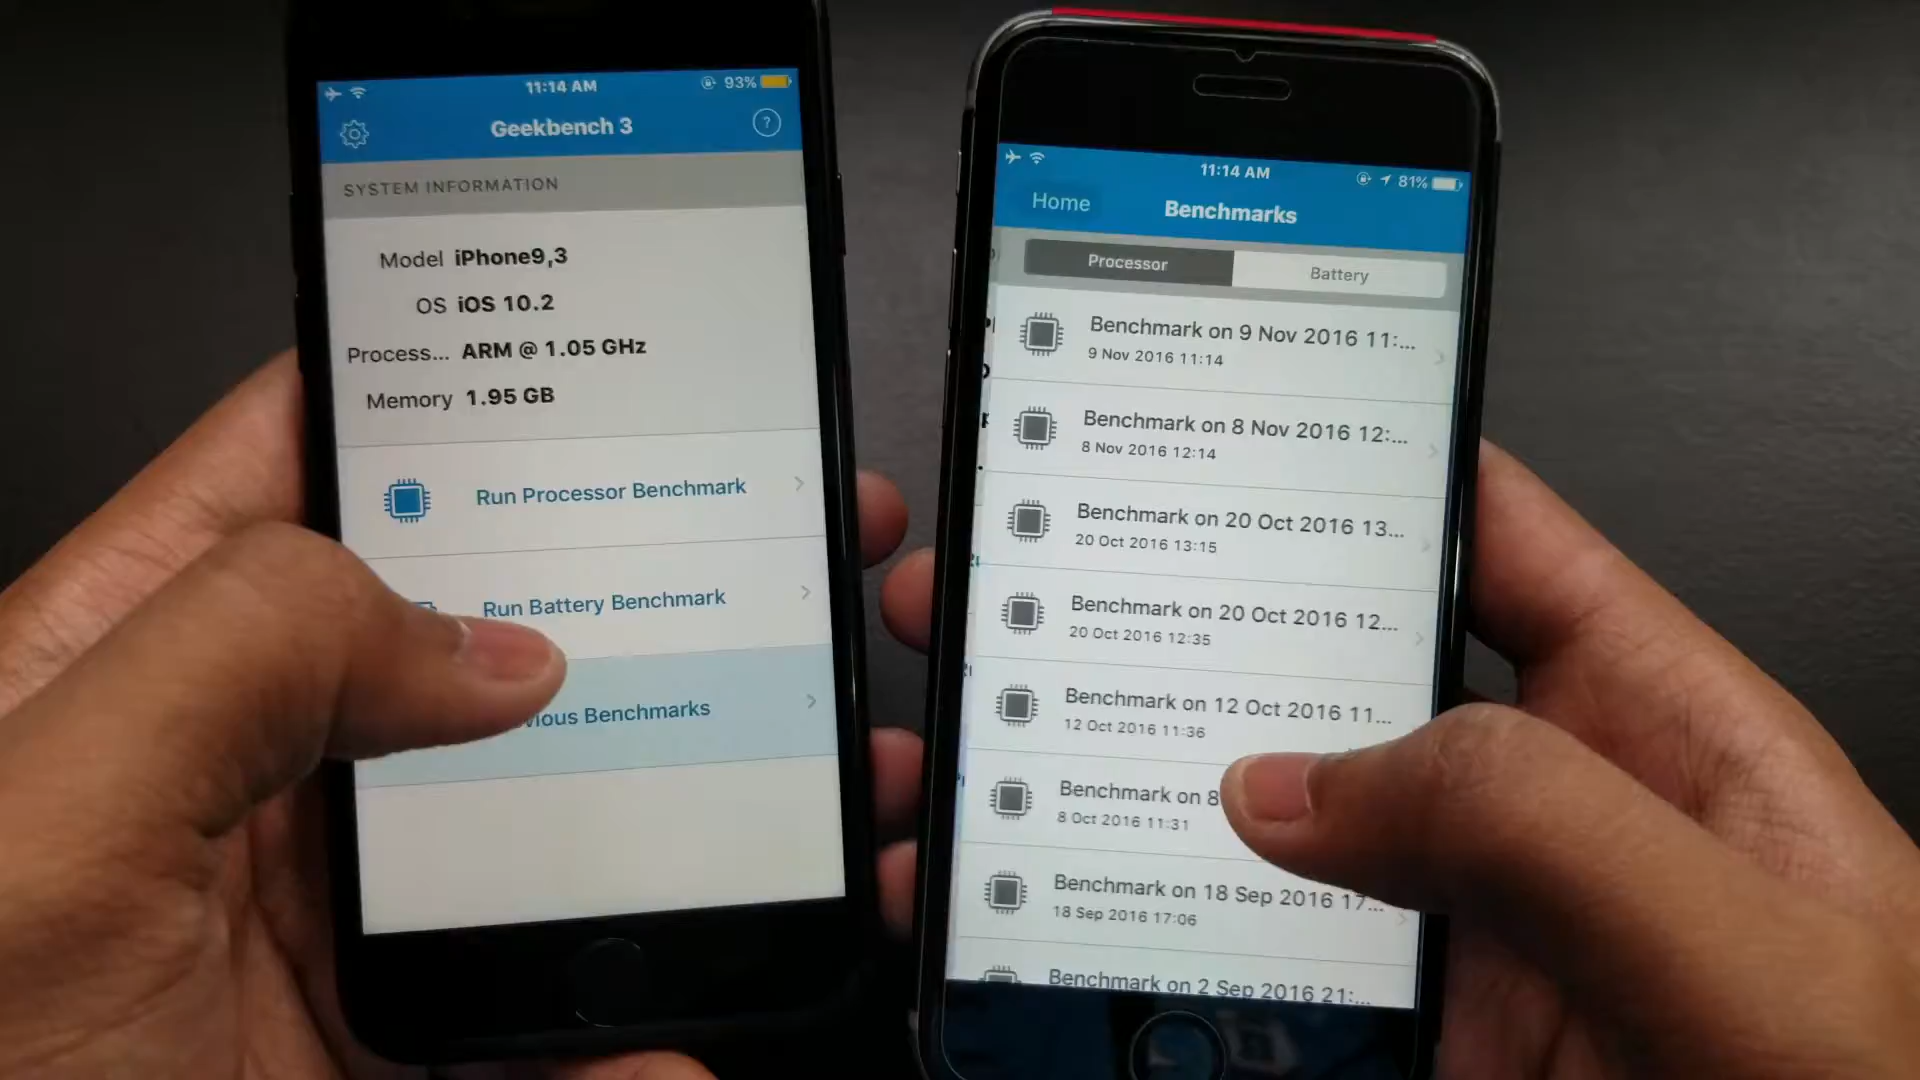 11:14 AM
93%
Geekbench 3
?
SYSTEM INFORMATION
Model iPhone9,3
OS iOS 10.2
Process... ARM @ 1.05 GHz
Memory 1.95 GB
Run Processor Benchmark
Run Battery Benchmark
vious Benchmarks
11:14 AM
81%
Home
Benchmarks
Processor
Battery
Benchmark on 9 Nov 2016 11:...
9 Nov 2016 11:14
Benchmark on 8 Nov 2016 12:...
8 Nov 2016 12:14
Benchmark on 20 Oct 2016 13...
20 Oct 2016 13:15
Benchmark on 20 Oct 2016 12...
20 Oct 2016 12:35
Benchmark on 12 Oct 2016 11...
12 Oct 2016 11:36
Benchmark on 8
8 Oct 2016 11:31
Benchmark on 18 Sep 2016 17...
18 Sep 2016 17:06
Benchmark on 2 Sep 2016 21:...